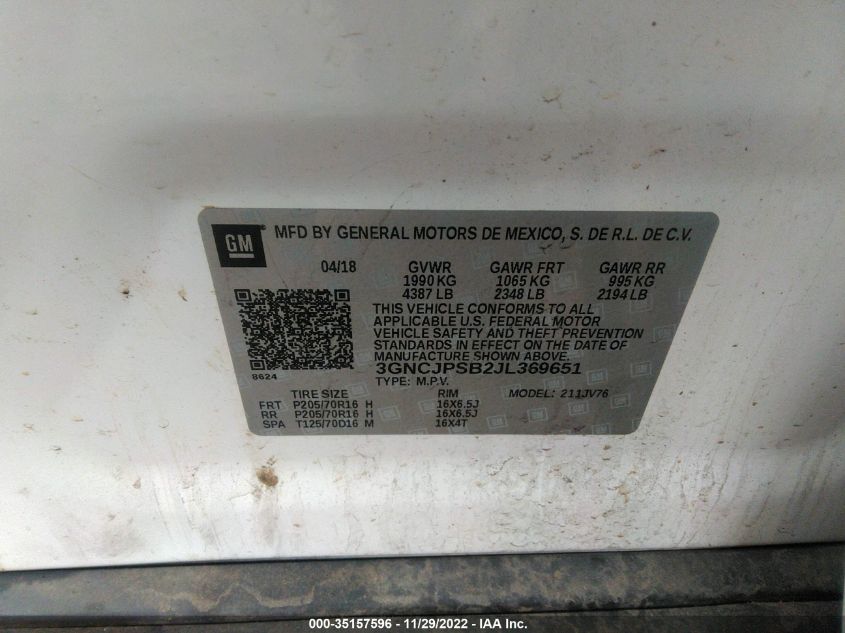 GM® MFD BY GENERAL MOTORS DE MEXICO, S. DE R.L. DE C.V.
04/18 GVWR GAWR FRT GAWR RR
1990 KG 1065 KG 995 KG
4387 LB 2348 LB 2194 LB
THIS VEHICLE CONFORMS TO ALL
APPLICABLE U.S. FEDERAL MOTOR
VEHICLE SAFETY AND THEFT PREVENTION
STANDARDS IN EFFECT ON THE DATE OF
MANUFACTURE SHOWN ABOVE.
8624 3GNCJPSB2JL369651
TYPE: M.P.V.
TIRE SIZE RIM MODEL: 211JV76
FRT P205/70R16 H 16X6.5J
RR P205/70R16 H 16X6.5J
SPA T125/70D16 M 16X4T
000-35157596 - 11/29/2022 - IAA Inc.